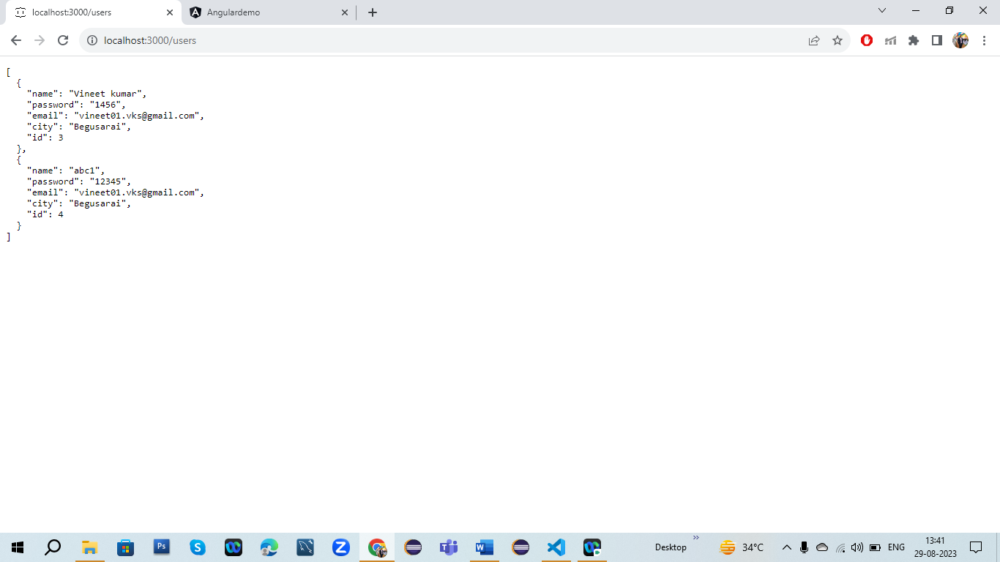 localhost:3000/users
Angulardemo
localhost:3000/users
[
  {
    "name": "Vineet kumar",
    "password": "1456",
    "email": "vineet01.vks@gmail.com",
    "city": "Begusarai",
    "id": 3
  },
  {
    "name": "abc1",
    "password": "12345",
    "email": "vineet01.vks@gmail.com",
    "city": "Begusarai",
    "id": 4
  }
]
Ps
Desktop
34°C
ENG
13:41
29-08-2023